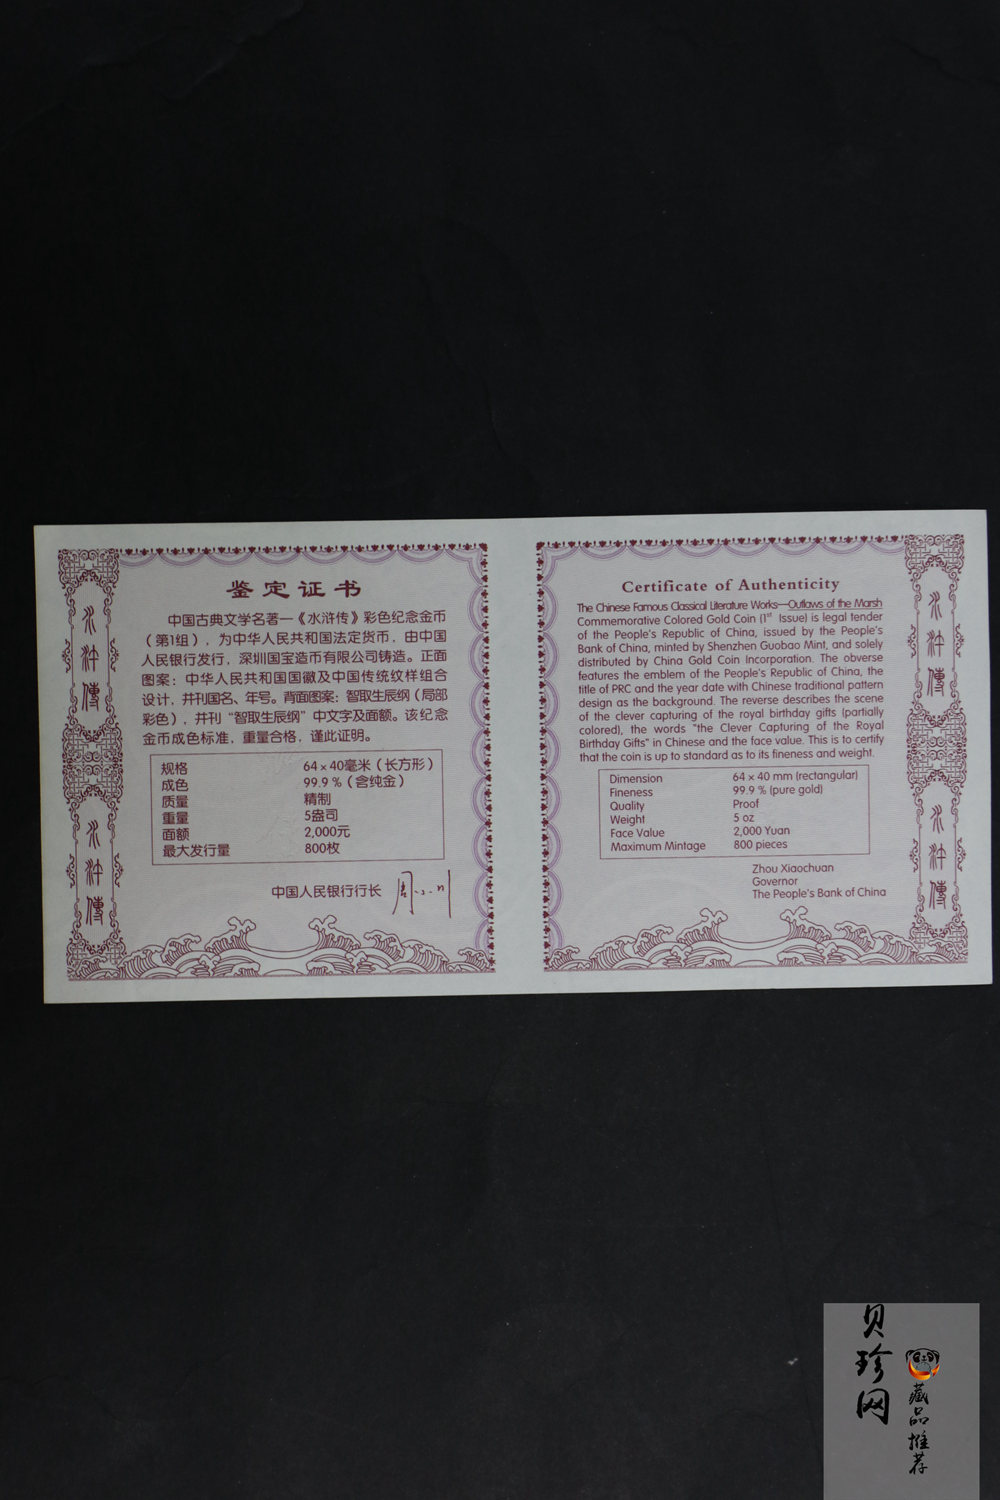 鉴定证书
中国古典文学名著—《水浒传》彩色纪念金币
（第1组），为中华人民共和国法定货币，由中国
人民银行发行，深圳国宝造币有限公司铸造。正面
图案：中华人民共和国国徽及中国传统纹样组合
设计，并刊国名、年号。背面图案：智取生辰纲（局部
彩色），并刊“智取生辰纲”中文字及面额。该纪念
金币成色标准，重量合格，谨此证明。
规格 64×40毫米（长方形）
成色 99.9％（含纯金）
质量 精制
重量 5盎司
面额 2,000元
最大发行量 800枚
中国人民银行行长
水浒傳
水浒傳
Certificate of Authenticity
The Chinese Famous Classical Literature Works—Outlaws of the Marsh
Commemorative Colored Gold Coin (1st Issue) is legal tender
of the People's Republic of China, issued by the People's
Bank of China, minted by Shenzhen Guobao Mint, and solely
distributed by China Gold Coin Incorporation. The obverse
features the emblem of the People's Republic of China, the
title of PRC and the year date with Chinese traditional pattern
design as the background. The reverse describes the scene
of the clever capturing of the royal birthday gifts (partially
colored), the words "the Clever Capturing of the Royal
Birthday Gifts" in Chinese and the face value. This is to certify
that the coin is up to standard as to its fineness and weight.
Dimension 64 × 40 mm (rectangular)
Fineness 99.9 % (pure gold)
Quality Proof
Weight 5 oz
Face Value 2,000 Yuan
Maximum Mintage 800 pieces
Zhou Xiaochuan
Governor
The People's Bank of China
水浒傳
水浒傳
贝珍网
藏品推荐